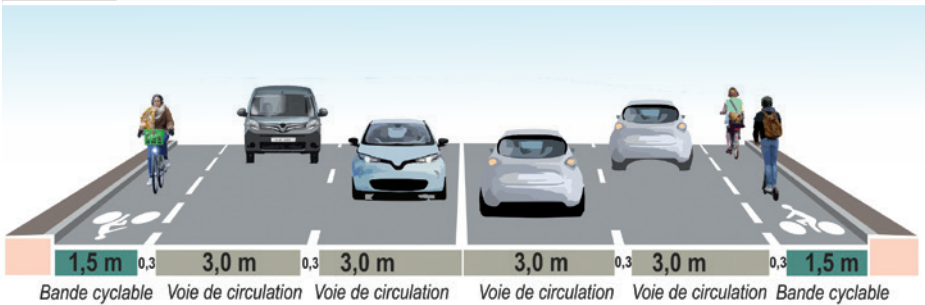 1,5 m 0,3 3,0 m 0,3 3,0 m 3,0 m 0,3 3,0 m 0,3 1,5 m
Bande cyclable Voie de circulation Voie de circulation Voie de circulation Voie de circulation Bande cyclable